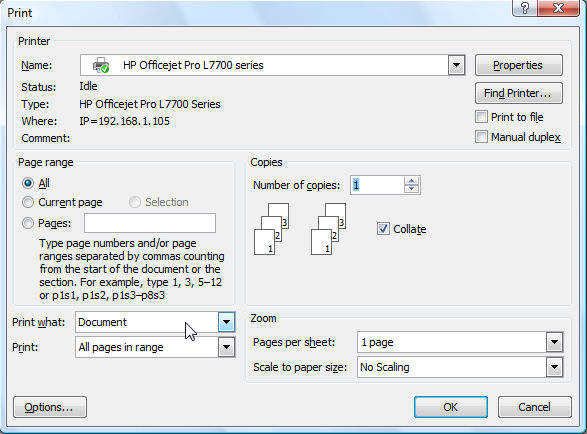 Print
Printer
Name: HP Officejet Pro L7700 series
Properties
Status: Idle
Find Printer...
Type: HP Officejet Pro L7700 Series
Where: IP=192.168.1.105
Print to file
Comment:
Manual duplex
Page range
All
Current page Selection
Pages:
Type page numbers and/or page
ranges separated by commas counting
from the start of the document or the
section. For example, type 1, 3, 5–12
or p1s1, p1s2, p1s3–p8s3
Copies
Number of copies: 1
3 3
2 2
1 1
Collate
Print what: Document
Print: All pages in range
Zoom
Pages per sheet: 1 page
Scale to paper size: No Scaling
Options... OK Cancel